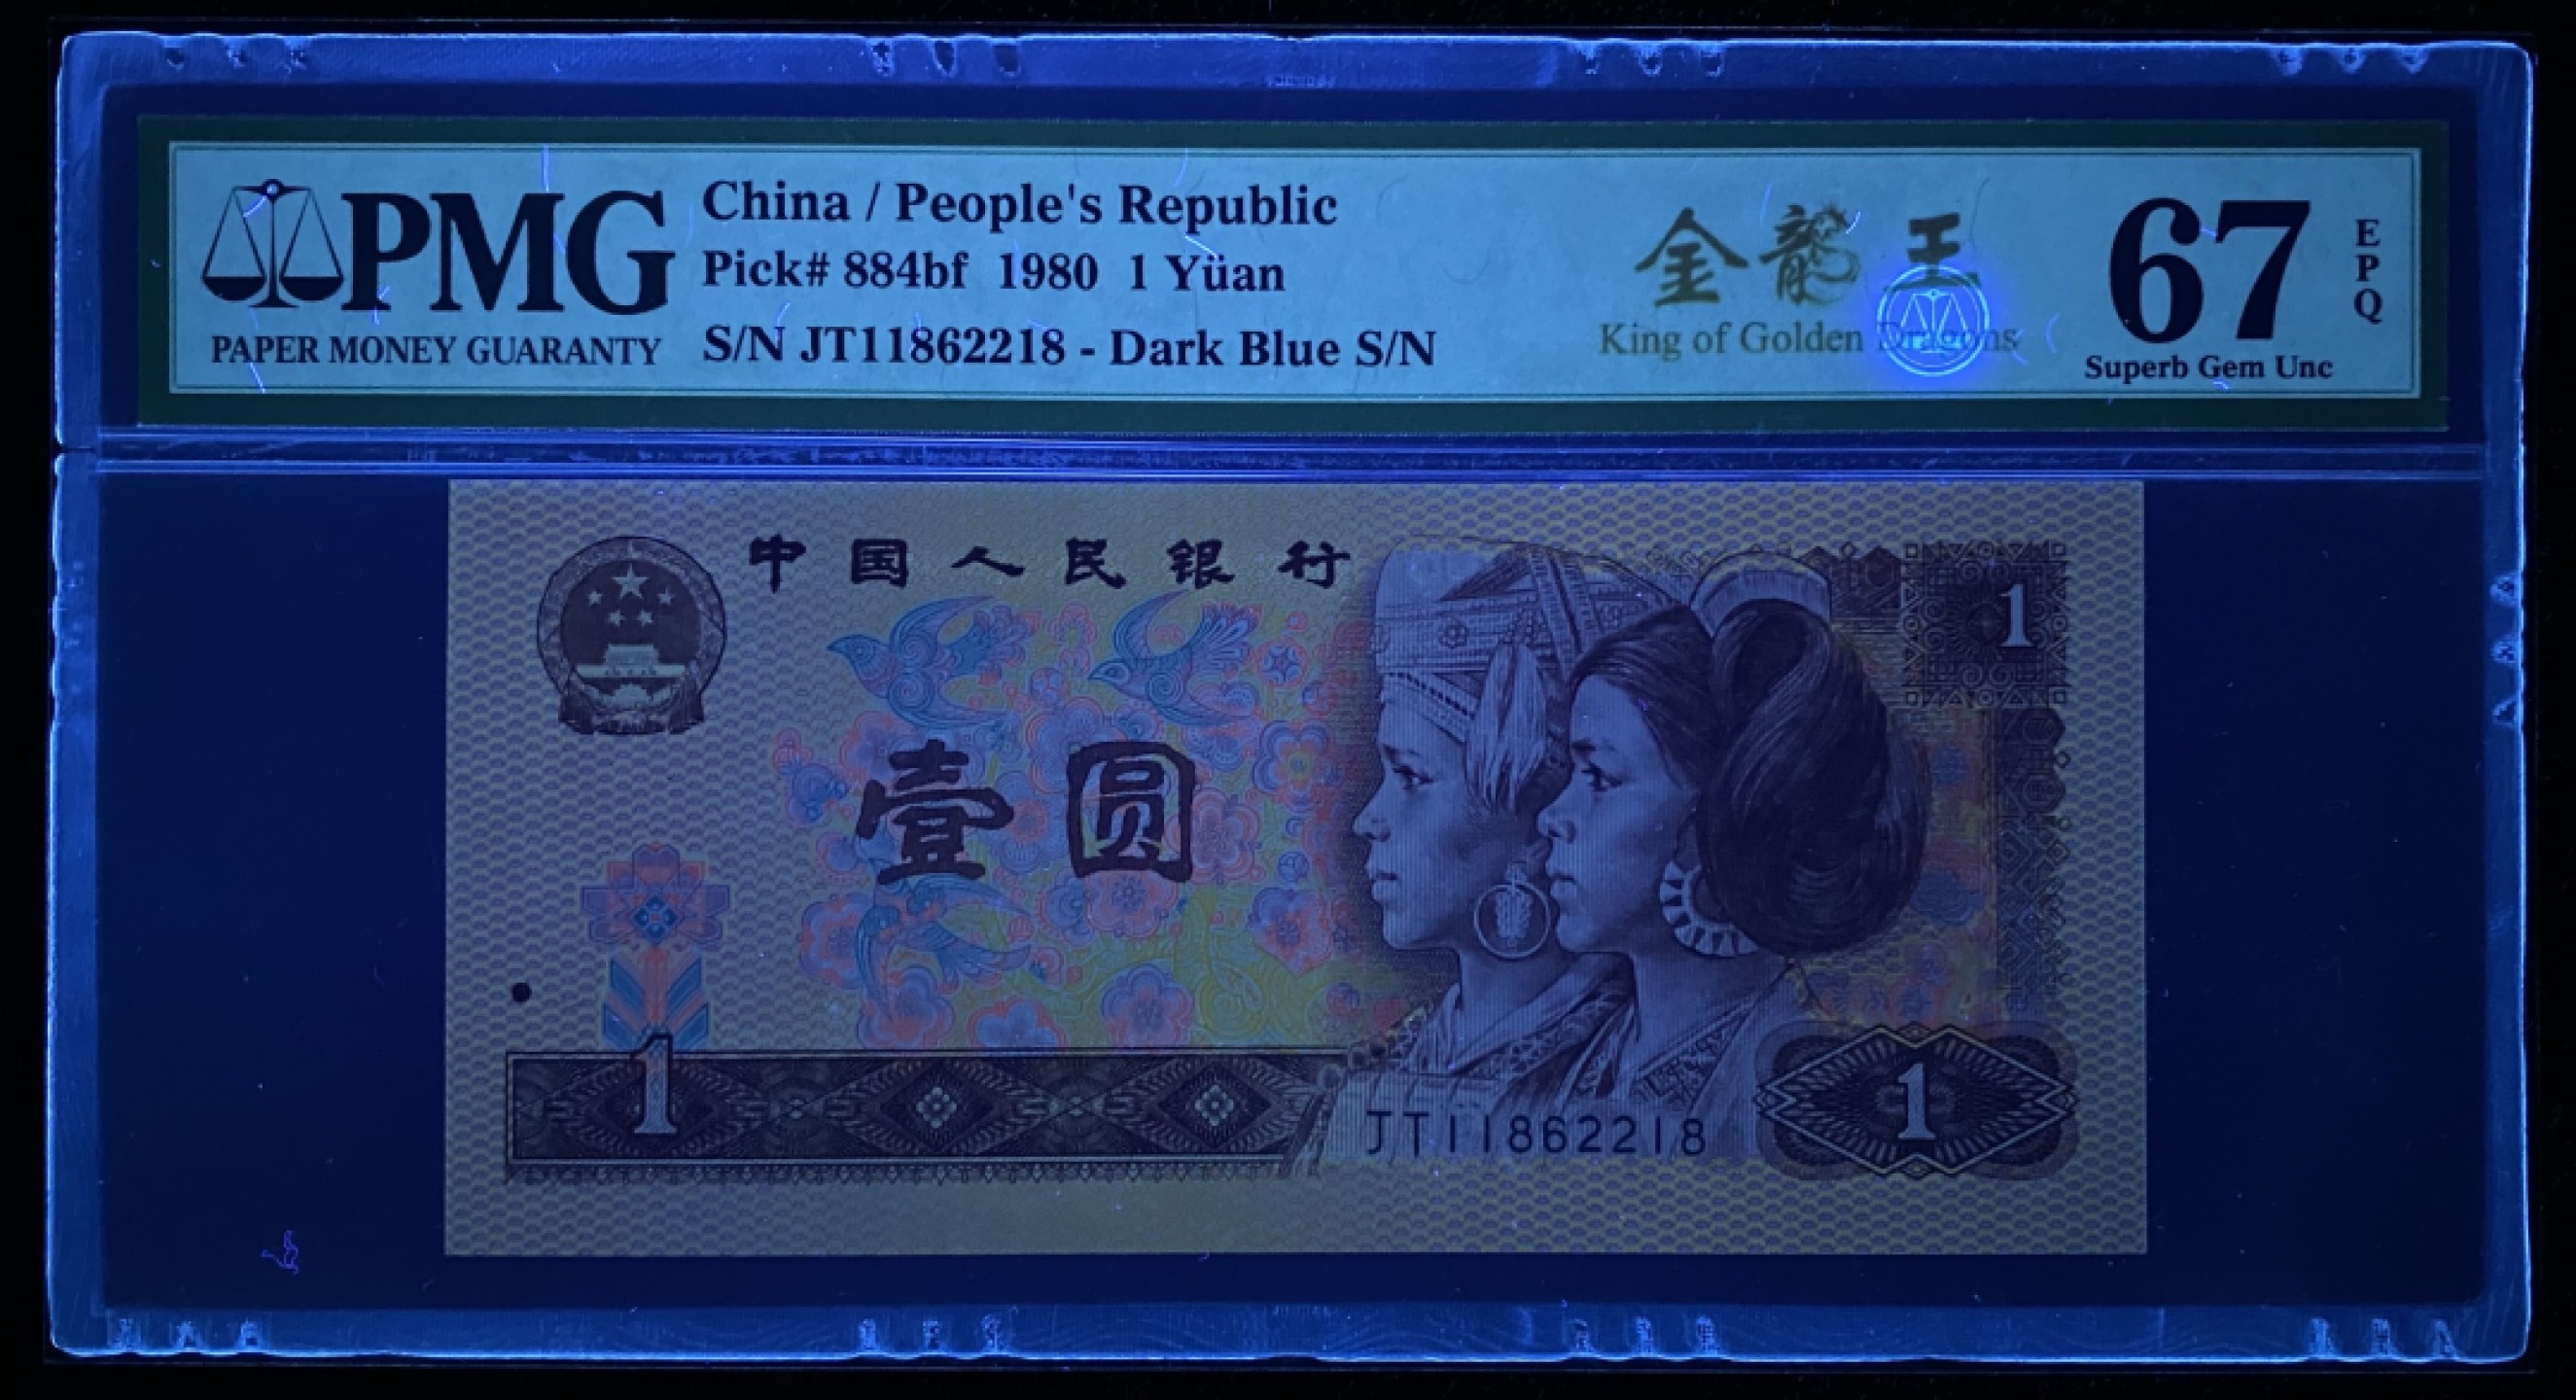 PMG
PAPER MONEY GUARANTY
China / People's Republic
Pick# 884bf 1980 1 Yüan
S/N JT11862218 - Dark Blue S/N
金龍王
King of Golden Dragons
67
EPQ
Superb Gem Unc
中国人民银行
1
壹圆
1
JT11862218
1